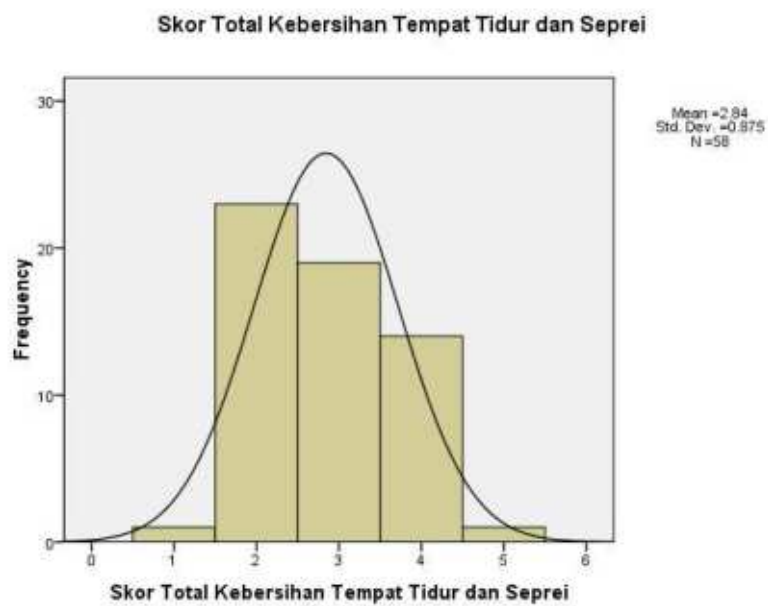 Skor Total Kebersihan Tempat Tidur dan Seprei
Mean =2.84
Std. Dev. =0.875
N =58
30
20
10
0
Frequency
0 1 2 3 4 5 6
Skor Total Kebersihan Tempat Tidur dan Seprei